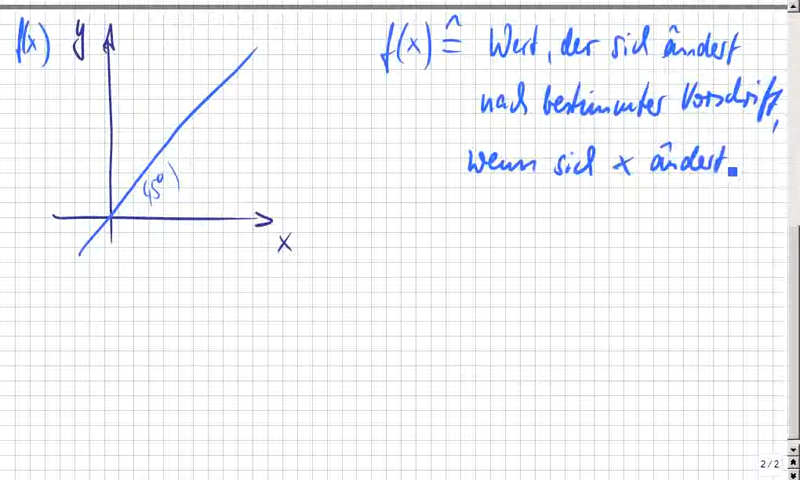 f(x) y
f(x) ≙ Wert, der sich ändert
nach bestimmter Vorschrift,
wenn sich x ändert.
(45°)
x
2/2